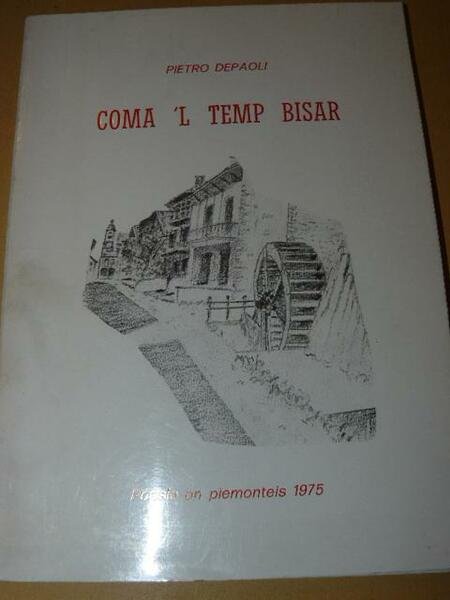 PIETRO DEPAOLI
COMA 'L TEMP BISAR
Poesie an piemonteis 1975